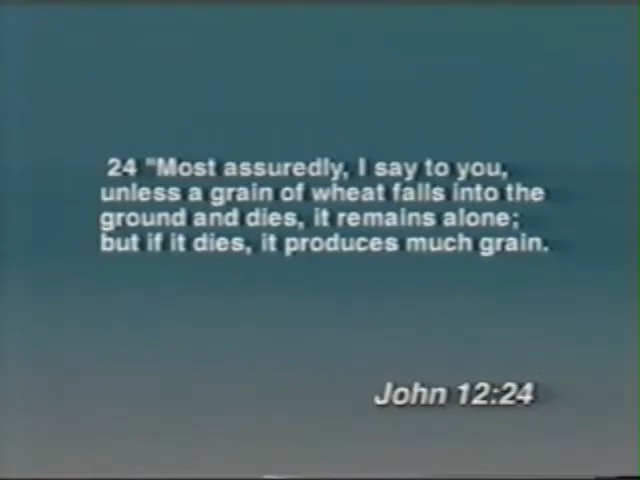 24 "Most assuredly, I say to you,
unless a grain of wheat falls into the
ground and dies, it remains alone;
but if it dies, it produces much grain.
John 12:24